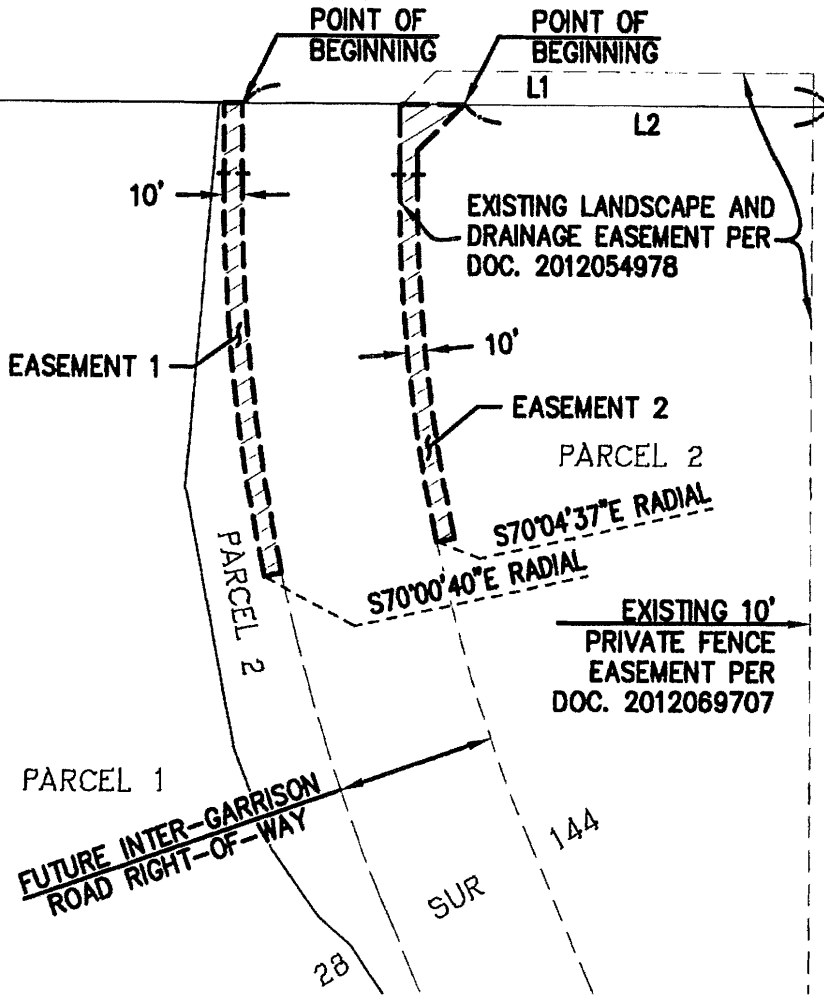 POINT OF
BEGINNING
POINT OF
BEGINNING
L1
L2
10'
EXISTING LANDSCAPE AND
DRAINAGE EASEMENT PER
DOC. 2012054978
EASEMENT 1
10'
EASEMENT 2
PARCEL 2
S70°04'37"E RADIAL
S70°00'40"E RADIAL
PARCEL 2
EXISTING 10'
PRIVATE FENCE
EASEMENT PER
DOC. 2012069707
PARCEL 1
FUTURE INTER-GARRISON
ROAD RIGHT-OF-WAY
144
SUR
28